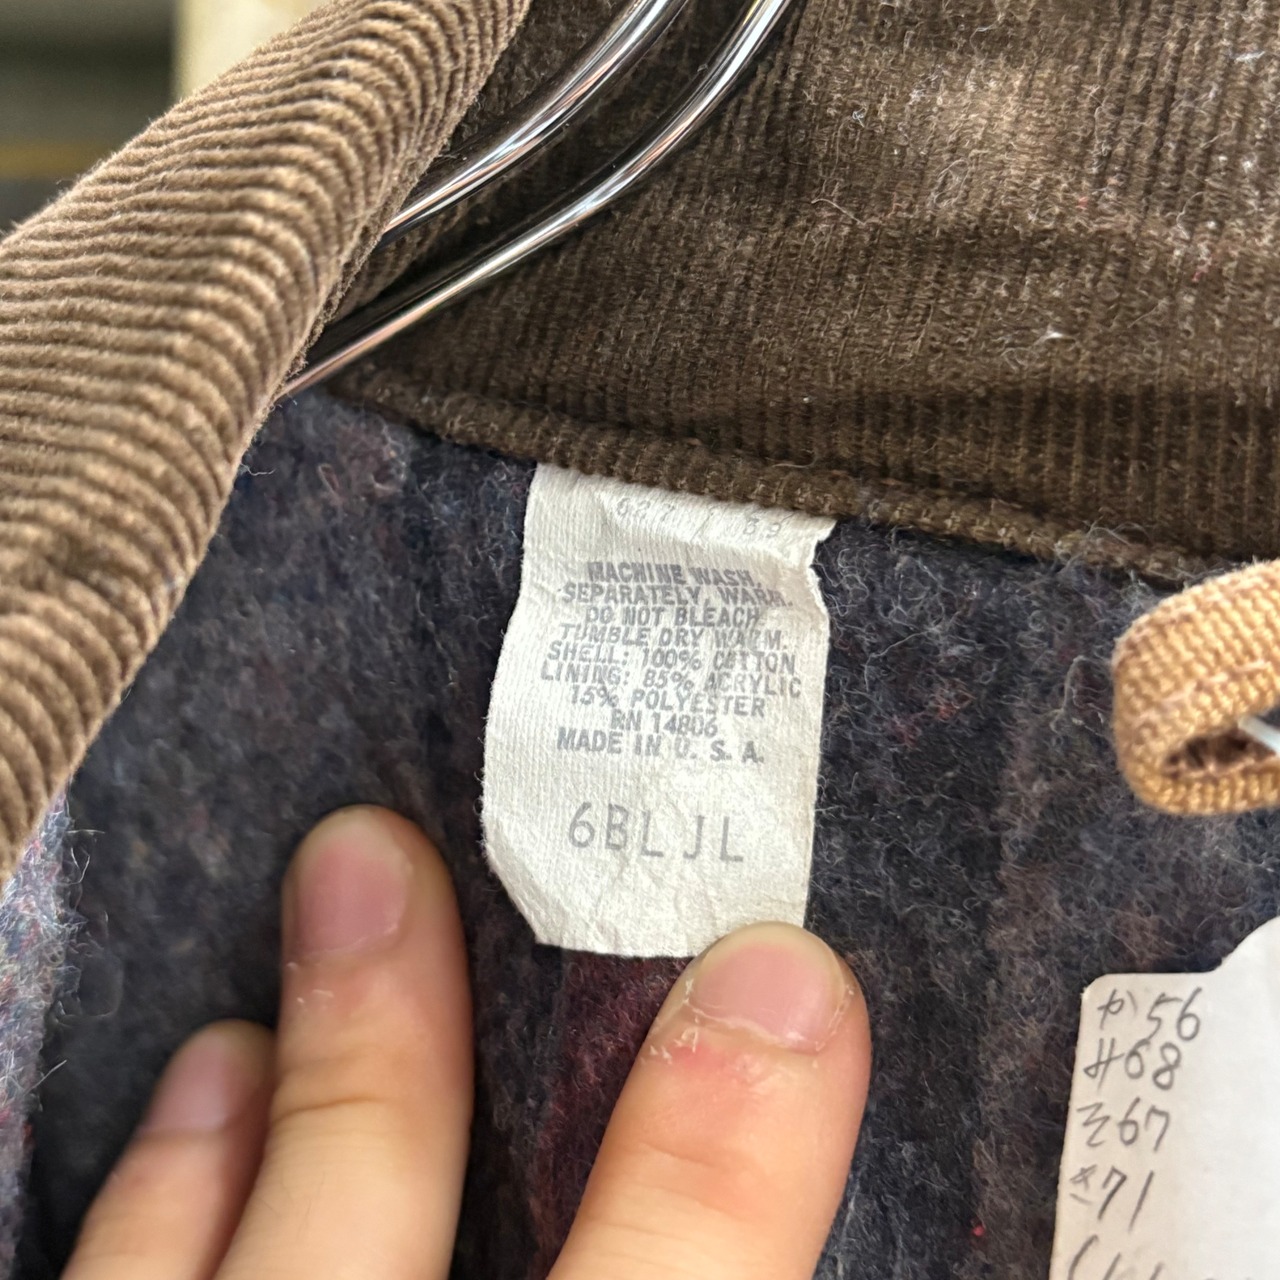 MACHINE WASH,
SEPARATELY, WARM.
DO NOT BLEACH.
TUMBLE DRY WARM.
SHELL: 100% COTTON
LINING: 85% ACRYLIC
15% POLYESTER
RN 14806
MADE IN U. S. A.
6BLJL
か56
#68
そ67
き71